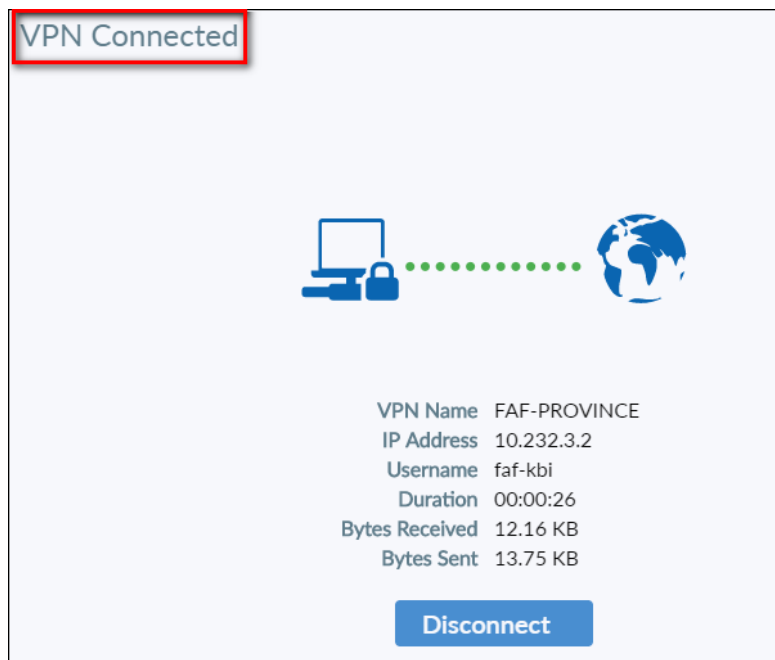 VPN Connected
VPN Name FAF-PROVINCE
IP Address 10.232.3.2
Username faf-kbi
Duration 00:00:26
Bytes Received 12.16 KB
Bytes Sent 13.75 KB
Disconnect